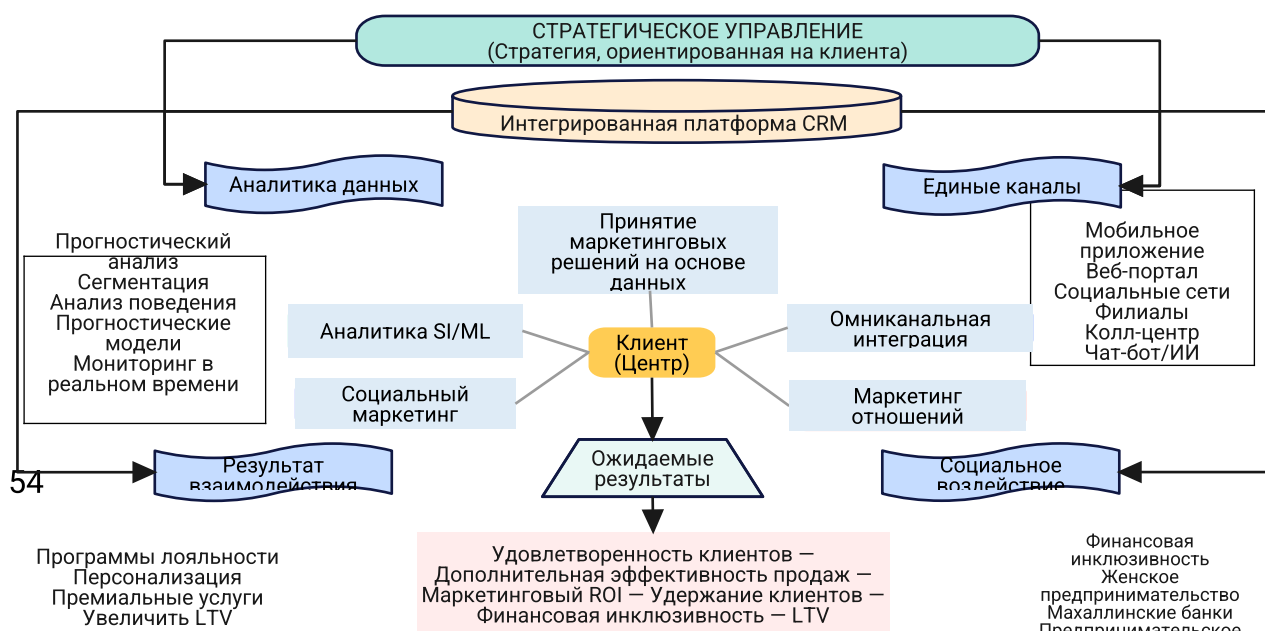 СТРАТЕГИЧЕСКОЕ УПРАВЛЕНИЕ
(Стратегия, ориентированная на клиента)
Интегрированная платформа CRM
Аналитика данных
Единые каналы
Прогностический
анализ
Сегментация
Анализ поведения
Прогностические
модели
Мониторинг в
реальном времени
Принятие
маркетинговых
решений на основе
данных
Мобильное
приложение
Веб-портал
Социальные сети
Филиалы
Колл-центр
Чат-бот/ИИ
Аналитика SI/ML
Клиент
(Центр)
Омниканальная
интеграция
Социальный
маркетинг
Маркетинг
отношений
54
Результат
взаимодействия
Ожидаемые
результаты
Социальное
воздействие
Программы лояльности
Персонализация
Премиальные услуги
Увеличить LTV
Удовлетворенность клиентов —
Дополнительная эффективность продаж —
Маркетинговый ROI — Удержание клиентов —
Финансовая инклюзивность — LTV
Финансовая
инклюзивность
Женское
предпринимательство
Махаллинские банки
Предпринимательское